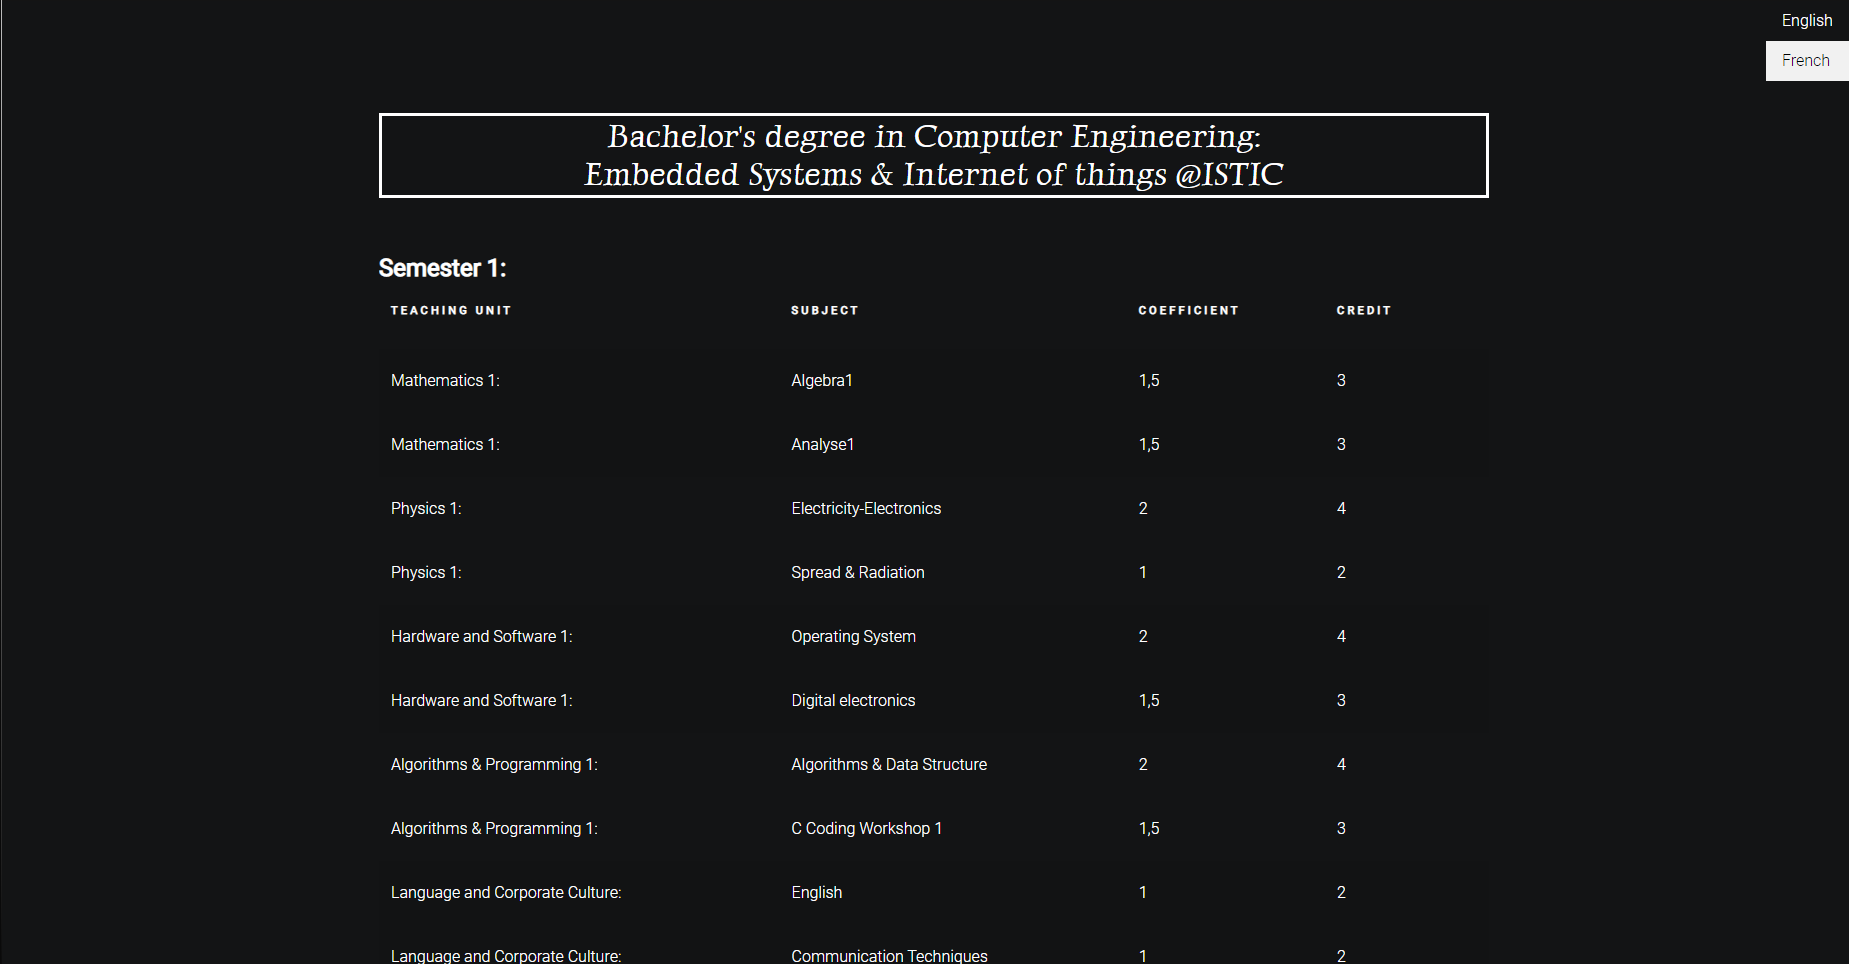 English
French
Bachelor's degree in Computer Engineering:
Embedded Systems & Internet of things @ISTIC
Semester 1:
TEACHING UNIT SUBJECT COEFFICIENT CREDIT
Mathematics 1: Algebra1 1,5 3
Mathematics 1: Analyse1 1,5 3
Physics 1: Electricity-Electronics 2 4
Physics 1: Spread & Radiation 1 2
Hardware and Software 1: Operating System 2 4
Hardware and Software 1: Digital electronics 1,5 3
Algorithms & Programming 1: Algorithms & Data Structure 2 4
Algorithms & Programming 1: C Coding Workshop 1 1,5 3
Language and Corporate Culture: English 1 2
Language and Corporate Culture: Communication Techniques 1 2